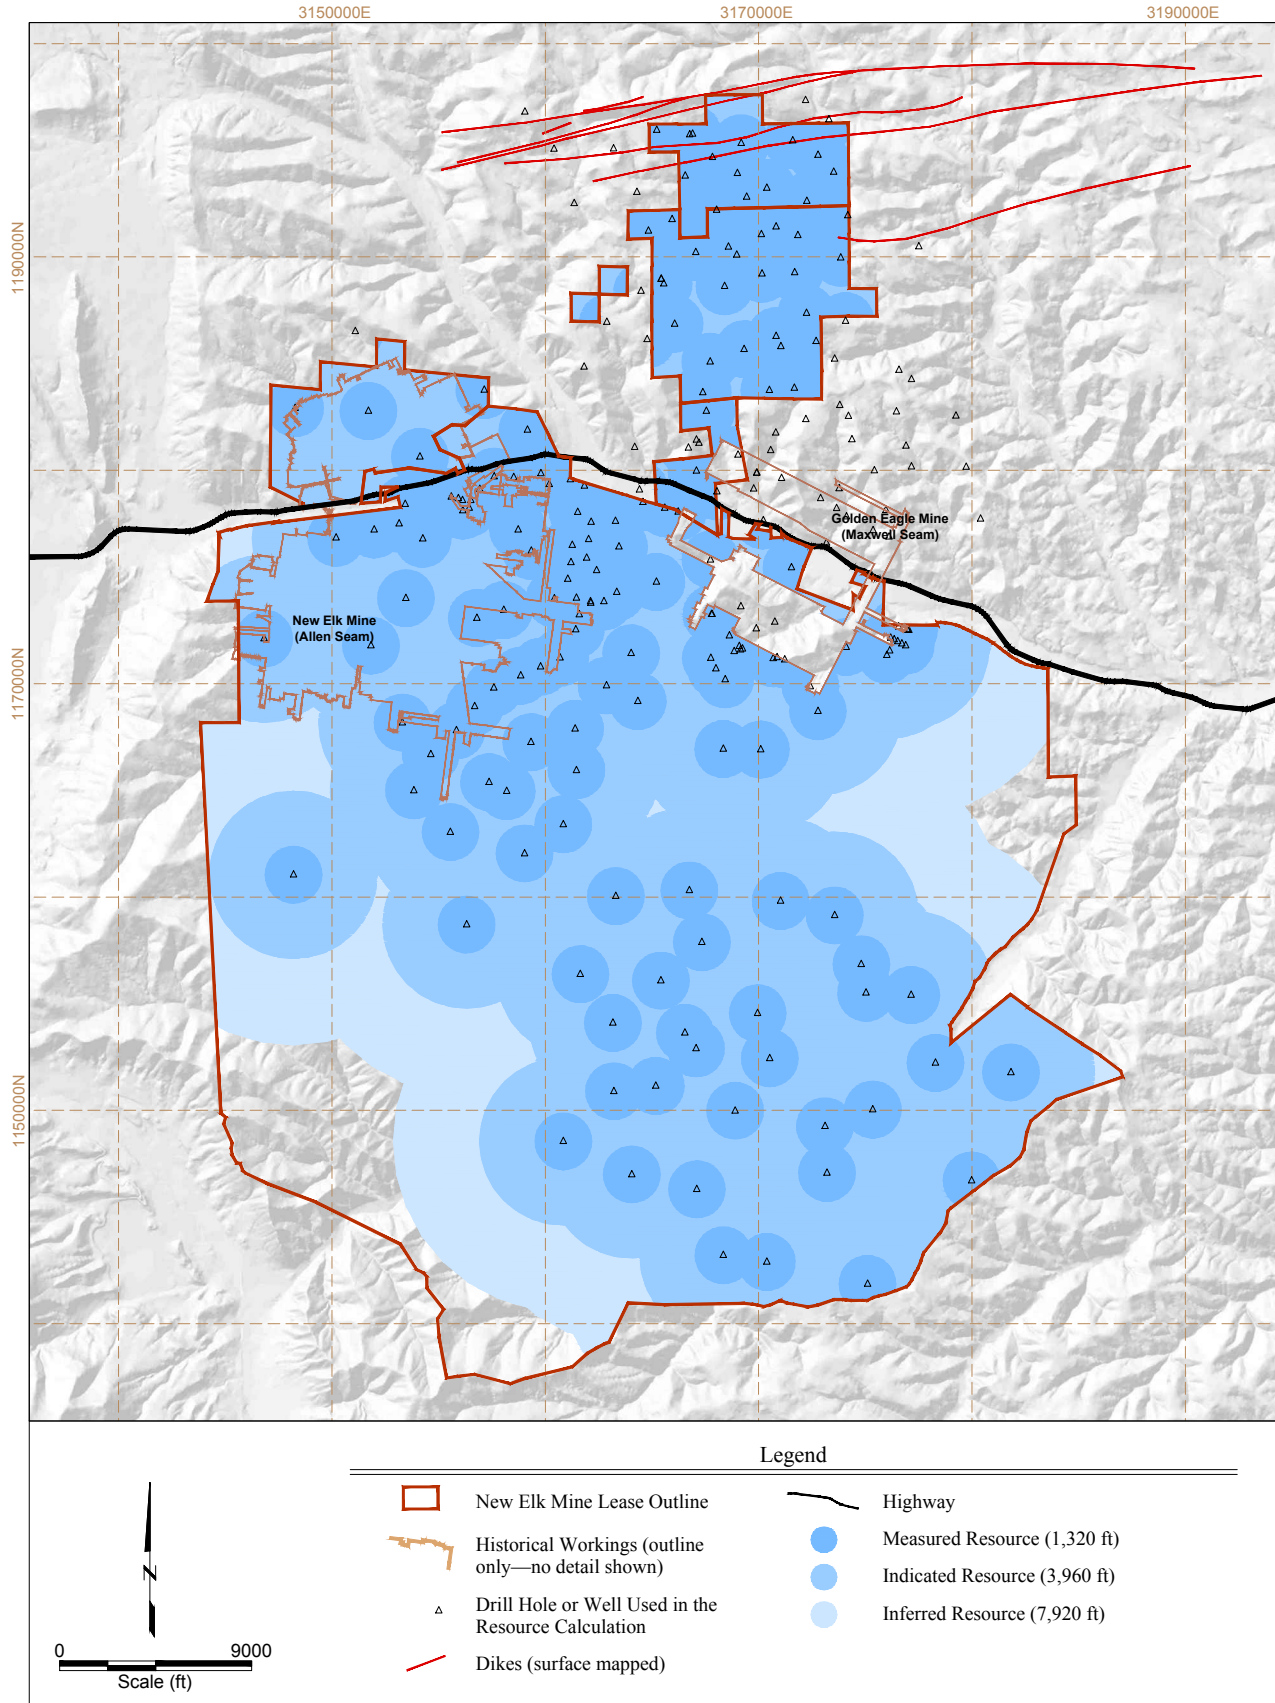 3150000E
3170000E
3190000E
1190000N
1170000N
1150000N
Golden Eagle Mine
(Maxwell Seam)
New Elk Mine
(Allen Seam)
Legend
New Elk Mine Lease Outline
Historical Workings (outline
only—no detail shown)
Drill Hole or Well Used in the
Resource Calculation
Dikes (surface mapped)
Highway
Measured Resource (1,320 ft)
Indicated Resource (3,960 ft)
Inferred Resource (7,920 ft)
N
0
9000
Scale (ft)